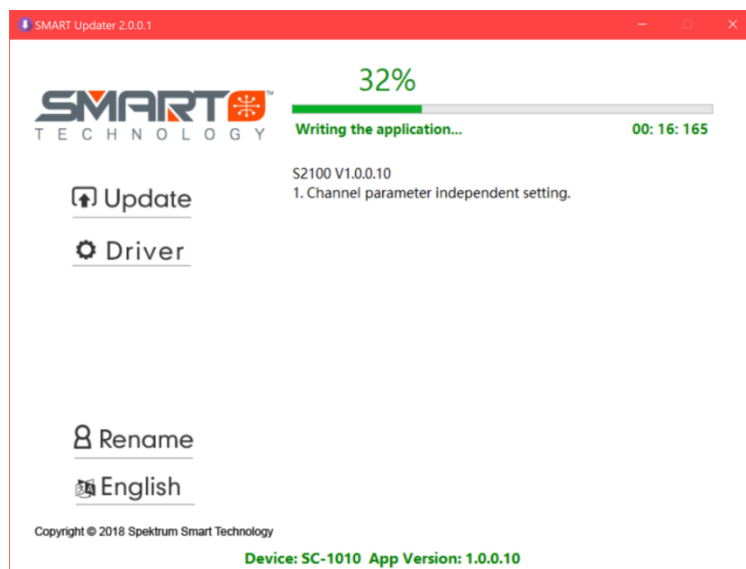 SMART Updater 2.0.0.1
SMART™
TECHNOLOGY
32%
Writing the application... 00: 16: 165
S2100 V1.0.0.10
1. Channel parameter independent setting.
Update
Driver
Rename
English
Copyright © 2018 Spektrum Smart Technology
Device: SC-1010 App Version: 1.0.0.10